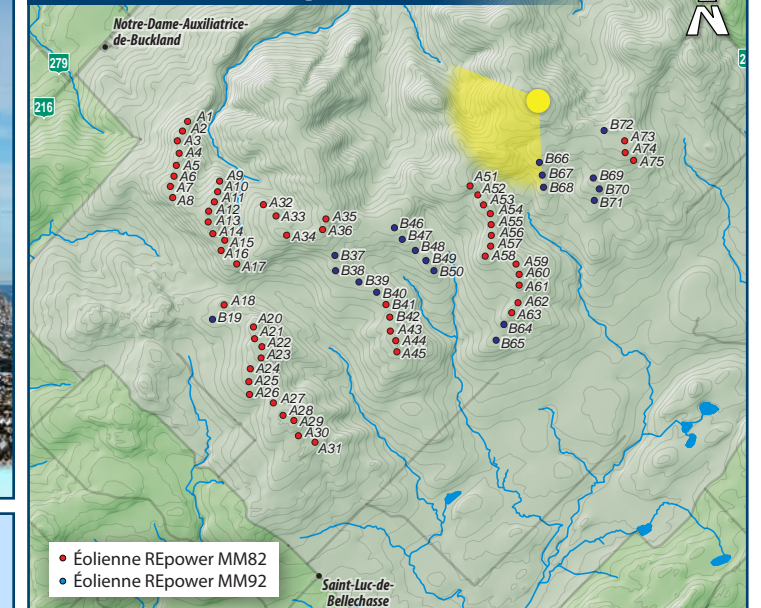 Notre-Dame-Auxiliatrice-
de-Buckland
279
216
2
N
A1
A2
A3
A4
A5
A6
A7
A8
A9
A10
A11
A12
A13
A14
A15
A16
A17
A18
B19
A20
A21
A22
A23
A24
A25
A26
A27
A28
A29
A30
A31
A32
A33
A34
A35
A36
B37
B38
B39
B40
B41
B42
A43
A44
A45
B46
B47
B48
B49
B50
A51
A52
A53
A54
A55
A56
A57
A58
A59
A60
A61
A62
A63
B64
B65
B66
B67
B68
B69
B70
B71
B72
A73
A74
A75
Éolienne REpower MM82
Éolienne REpower MM92
Saint-Luc-de-
Bellechasse